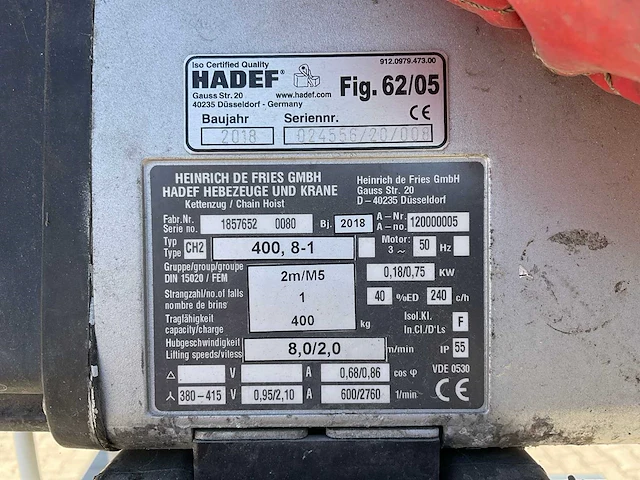 Iso Certified Quality
912.0979.473.00
HADEF®
Fig. 62/05
Gauss Str. 20 www.hadef.com
40235 Düsseldorf - Germany
Baujahr Seriennr. CE
2018 024556/20/008
HEINRICH DE FRIES GMBH
HADEF HEBEZEUGE UND KRANE
Kettenzug / Chain Hoist
Heinrich de Fries GmbH
Gauss Str. 20
D-40235 Düsseldorf
Fabr.Nr. Serie no. 1857652 0080 Bj. 2018 A-Nr. A-no. 120000005
Typ Type CH2 400, 8-1 Motor: 3~ 50 Hz
Gruppe/group/groupe
DIN 15020 / FEM 2m/M5 0,18/0,75 KW
Strangzahl/no.of falls
nombre de brins 1 40 %ED 240 c/h
Tragfähigkeit
capacity/charge 400 kg Isol.Kl. In.Cl./D'Ls F
Hubgeschwindigkeit
Lifting speeds/vitess 8,0/2,0 m/min IP 55
V A 0,68/0,86 cos φ VDE 0530
380-415 V 0,95/2,10 A 600/2760 1/min CE